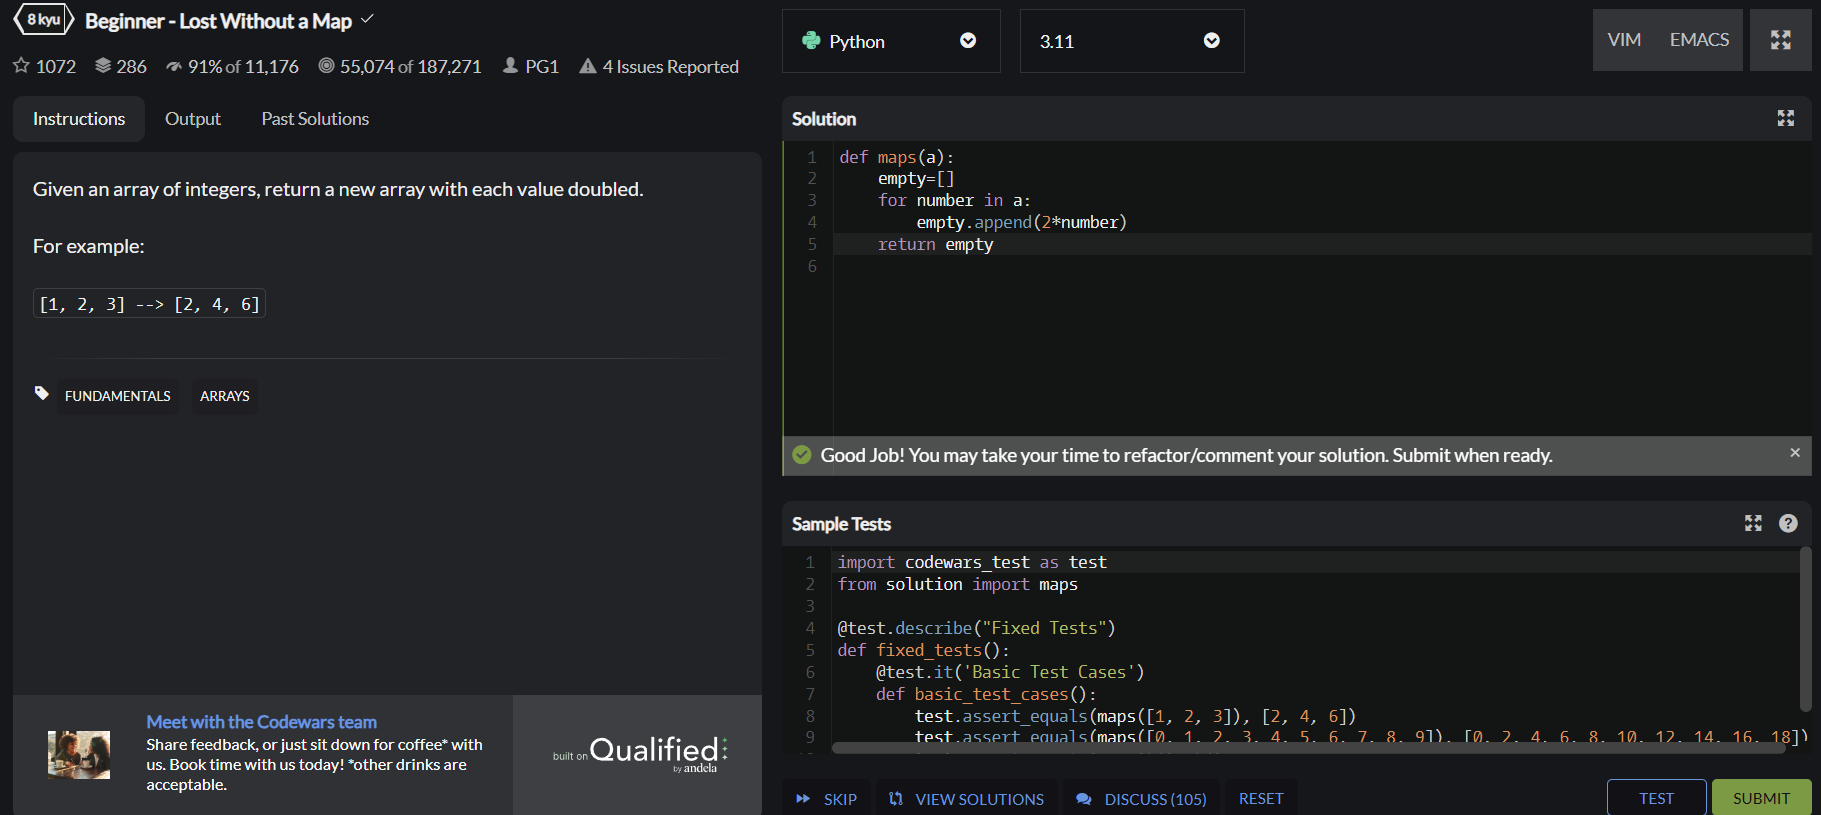 8 kyu Beginner - Lost Without a Map
1072 286 91% of 11,176 55,074 of 187,271 PG1 4 Issues Reported
Instructions Output Past Solutions
Given an array of integers, return a new array with each value doubled.
For example:
[1, 2, 3] --> [2, 4, 6]
FUNDAMENTALS ARRAYS
Meet with the Codewars team
Share feedback, or just sit down for coffee* with
us. Book time with us today! *other drinks are
acceptable.
built on Qualified
by andela
Python 3.11 VIM EMACS
Solution
1 def maps(a):
2     empty=[]
3     for number in a:
4         empty.append(2*number)
5     return empty
6
Good Job! You may take your time to refactor/comment your solution. Submit when ready. ×
Sample Tests ?
1 import codewars_test as test
2 from solution import maps
3
4 @test.describe("Fixed Tests")
5 def fixed_tests():
6     @test.it('Basic Test Cases')
7     def basic_test_cases():
8         test.assert_equals(maps([1, 2, 3]), [2, 4, 6])
9         test.assert_equals(maps([0, 1, 2, 3, 4, 5, 6, 7, 8, 9]), [0, 2, 4, 6, 8, 10, 12, 14, 16, 18])
SKIP VIEW SOLUTIONS DISCUSS (105) RESET TEST SUBMIT